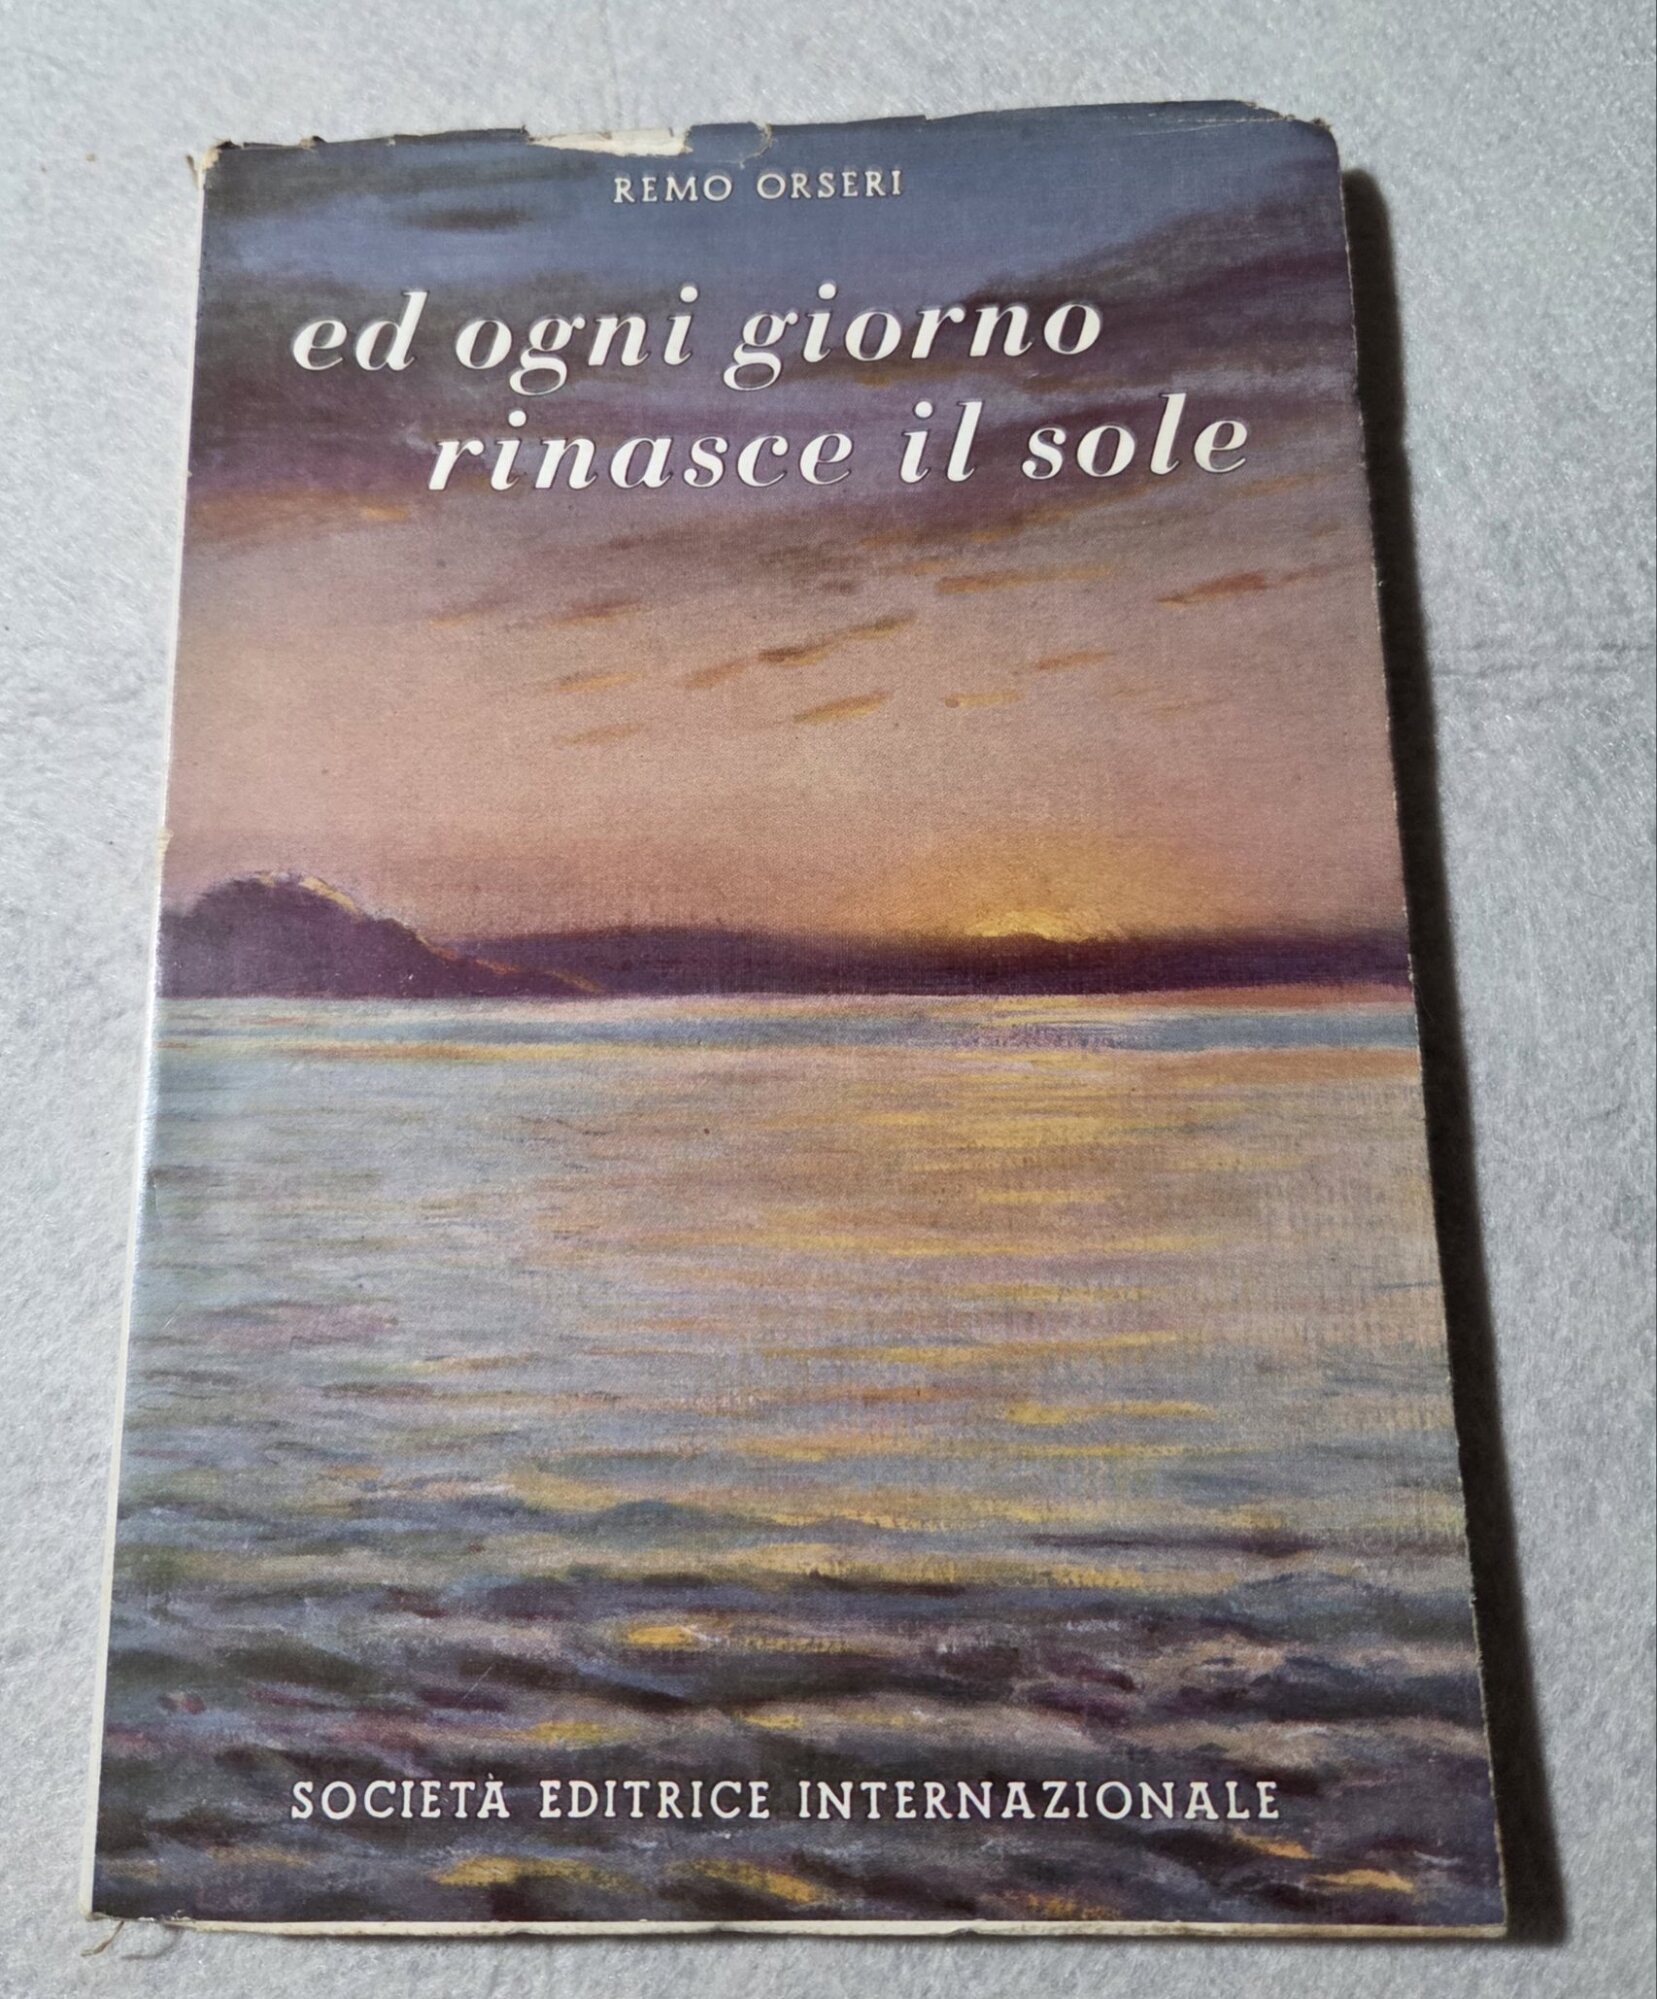 REMO ORSERI
ed ogni giorno
rinasce il sole
SOCIETÀ EDITRICE INTERNAZIONALE